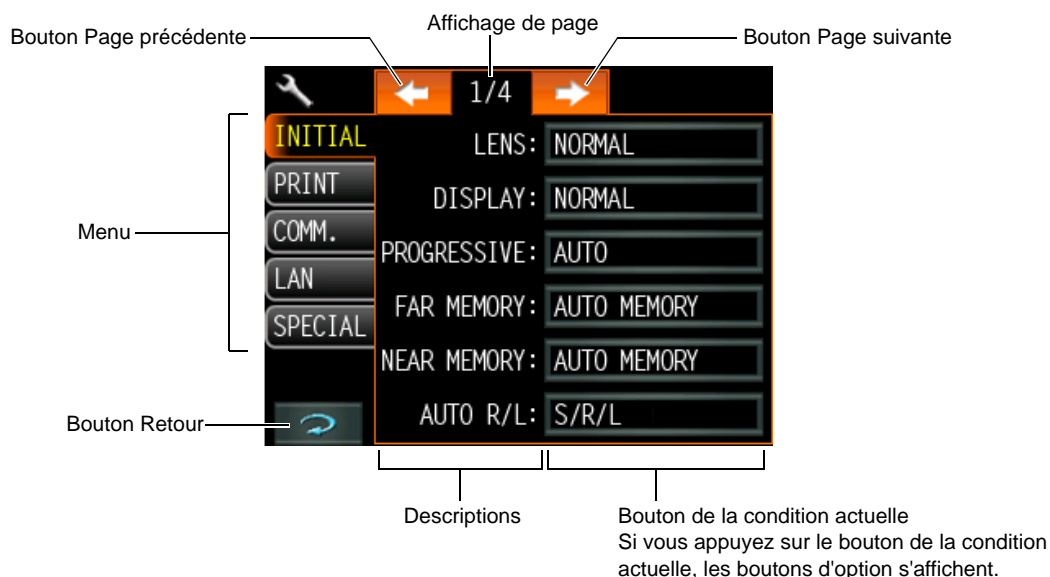 Affichage de page
Bouton Page précédente
Bouton Page suivante
1/4
INITIAL
PRINT
COMM.
LAN
SPECIAL
LENS: NORMAL
DISPLAY: NORMAL
PROGRESSIVE: AUTO
FAR MEMORY: AUTO MEMORY
NEAR MEMORY: AUTO MEMORY
AUTO R/L: S/R/L
Menu
Bouton Retour
Descriptions
Bouton de la condition actuelle
Si vous appuyez sur le bouton de la condition
actuelle, les boutons d'option s'affichent.